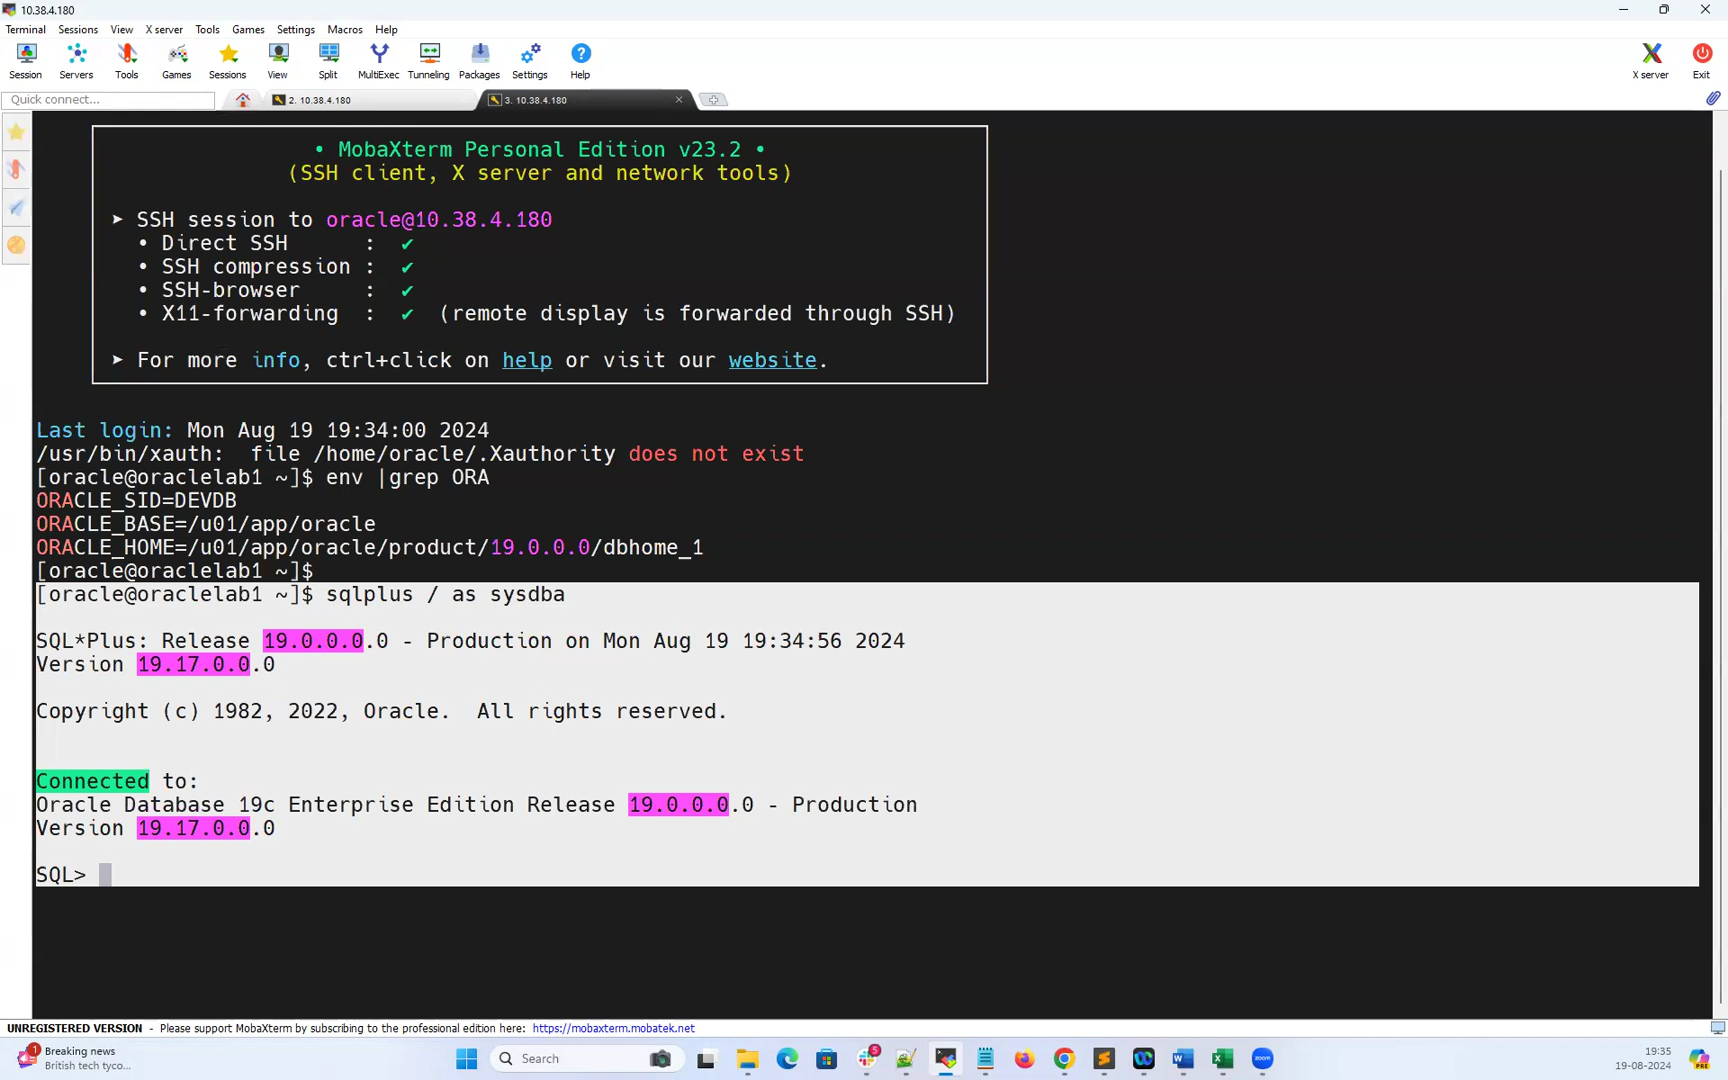 10.38.4.180
Terminal Sessions View X server Tools Games Settings Macros Help
Session Servers Tools Games Sessions View Split MultiExec Tunneling Packages Settings Help X server Exit
Quick connect... 2. 10.38.4.180 3. 10.38.4.180
• MobaXterm Personal Edition v23.2 •
(SSH client, X server and network tools)
➤ SSH session to oracle@10.38.4.180
• Direct SSH : ✔
• SSH compression : ✔
• SSH-browser : ✔
• X11-forwarding : ✔ (remote display is forwarded through SSH)
➤ For more info, ctrl+click on help or visit our website.
Last login: Mon Aug 19 19:34:00 2024
/usr/bin/xauth: file /home/oracle/.Xauthority does not exist
[oracle@oraclelab1 ~]$ env |grep ORA
ORACLE_SID=DEVDB
ORACLE_BASE=/u01/app/oracle
ORACLE_HOME=/u01/app/oracle/product/19.0.0.0/dbhome_1
[oracle@oraclelab1 ~]$
[oracle@oraclelab1 ~]$ sqlplus / as sysdba
SQL*Plus: Release 19.0.0.0.0 - Production on Mon Aug 19 19:34:56 2024
Version 19.17.0.0.0
Copyright (c) 1982, 2022, Oracle. All rights reserved.
Connected to:
Oracle Database 19c Enterprise Edition Release 19.0.0.0.0 - Production
Version 19.17.0.0.0
SQL>
UNREGISTERED VERSION - Please support MobaXterm by subscribing to the professional edition here: https://mobaxterm.mobatek.net
1 Breaking news
British tech tyco...
Search
5
zoom
19:35
19-08-2024
PRE